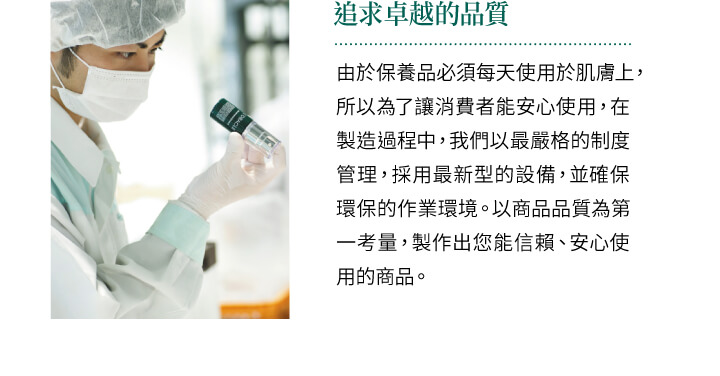 追求卓越的品質
由於保養品必須每天使用於肌膚上，
所以為了讓消費者能安心使用，在
製造過程中，我們以最嚴格的制度
管理，採用最新型的設備，並確保
環保的作業環境。以商品品質為第
一考量，製作出您能信賴、安心使
用的商品。